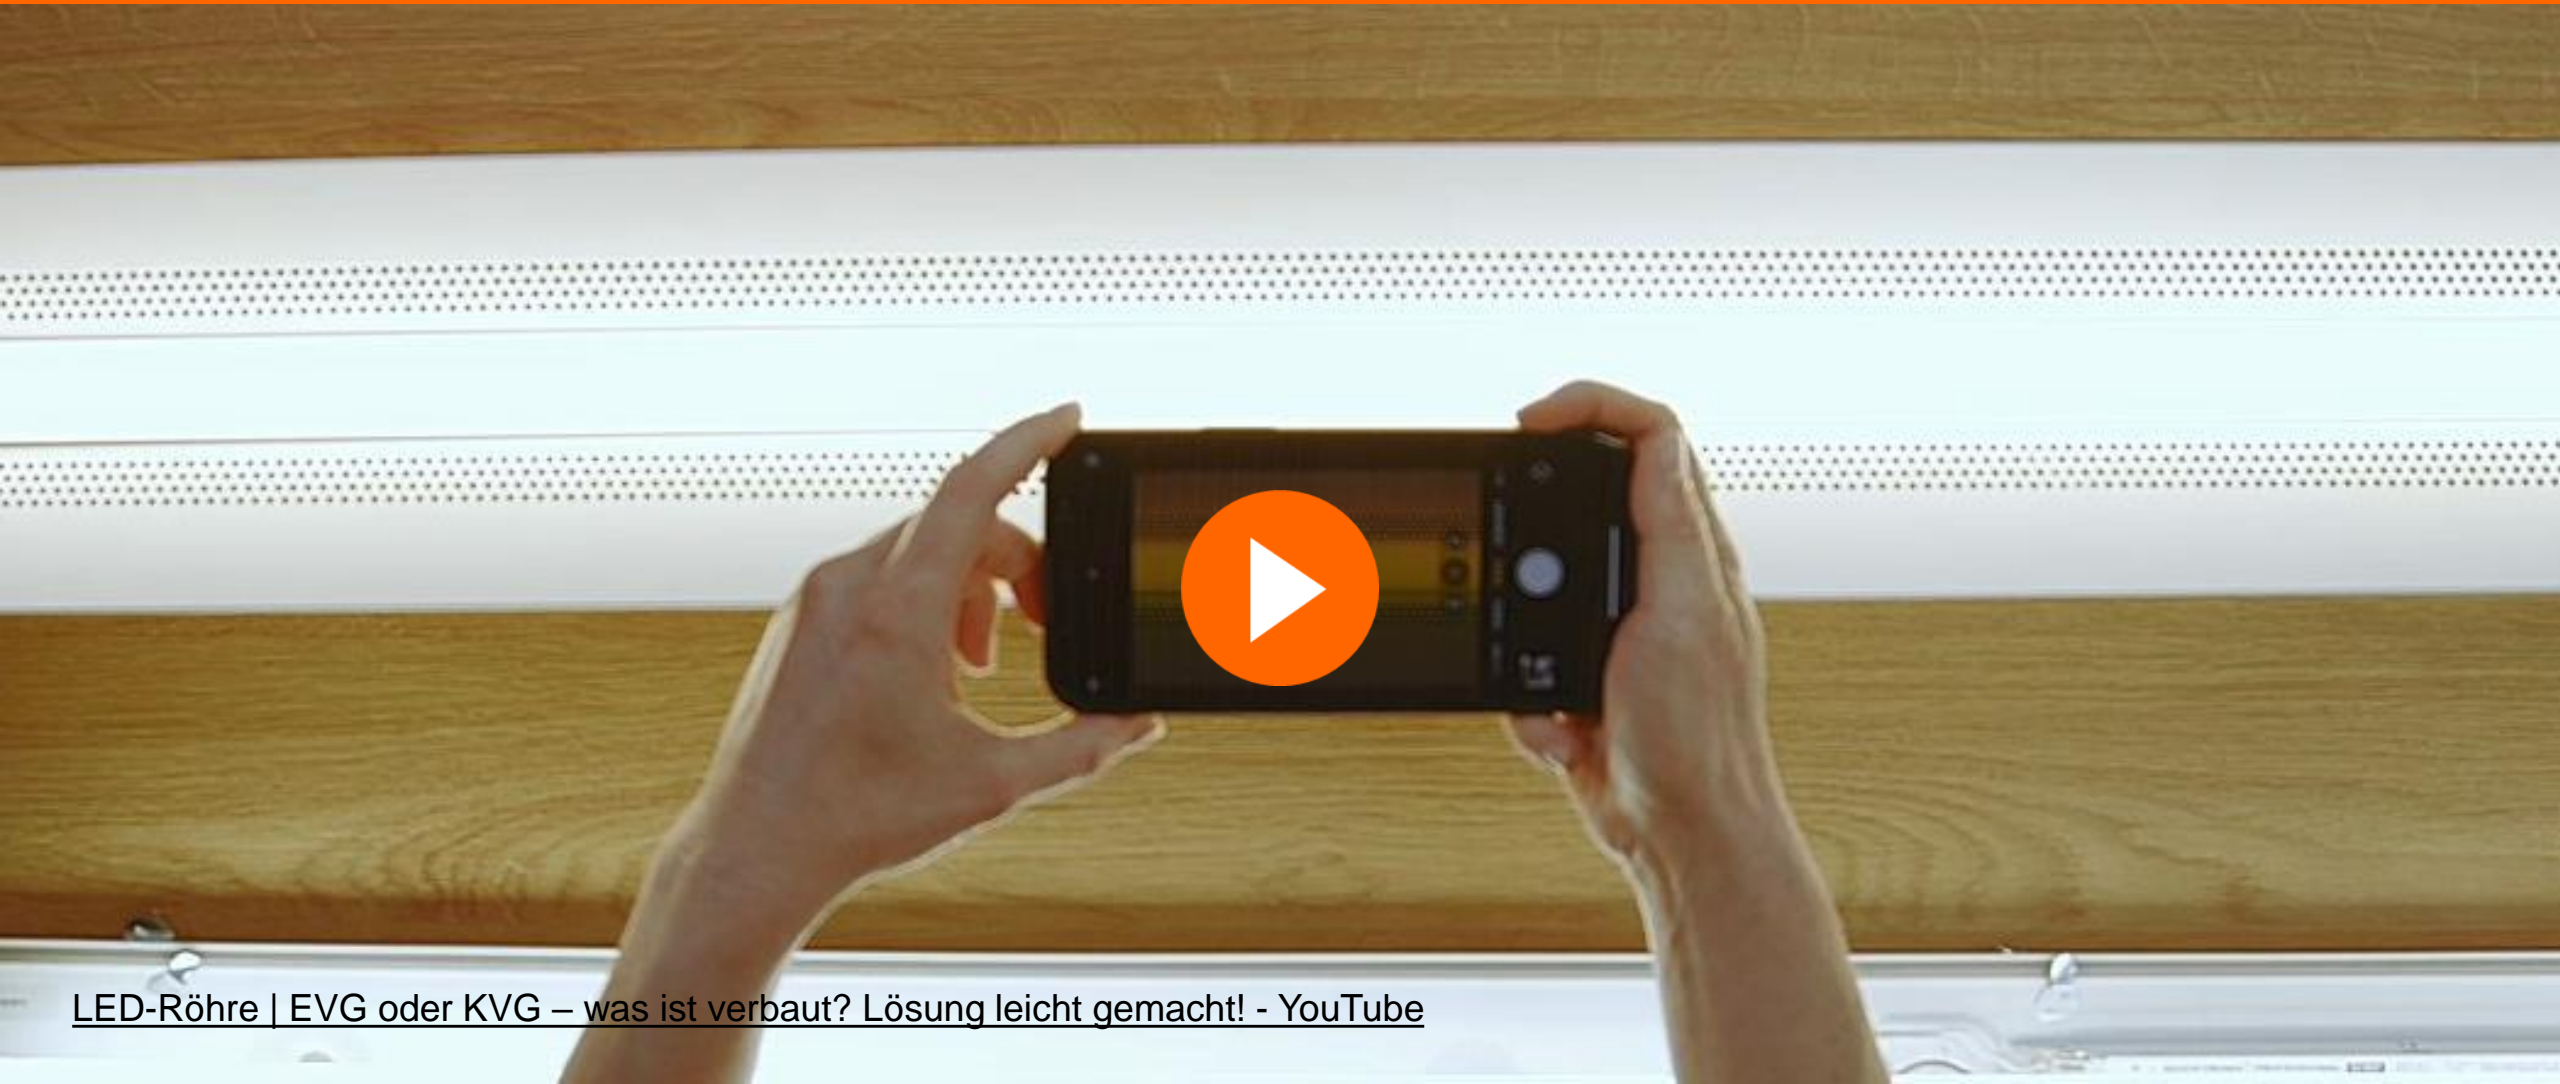 LED-Röhre | EVG oder KVG – was ist verbaut? Lösung leicht gemacht! - YouTube